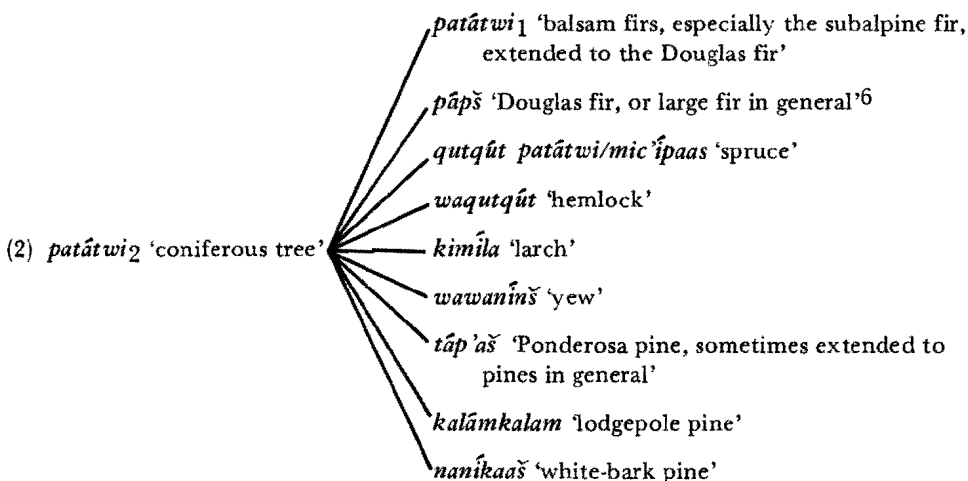 patátwi1 ‘balsam firs, especially the subalpine fir,
extended to the Douglas fir’
pápš ‘Douglas fir, or large fir in general’6
qutqút patátwi/mic’ípaas ‘spruce’
waqutqút ‘hemlock’
(2) patátwi2 ‘coniferous tree’
kimíla ‘larch’
wawanínš ‘yew’
táp’aš ‘Ponderosa pine, sometimes extended to
pines in general’
kalámkalam ‘lodgepole pine’
naníkaaš ‘white-bark pine’